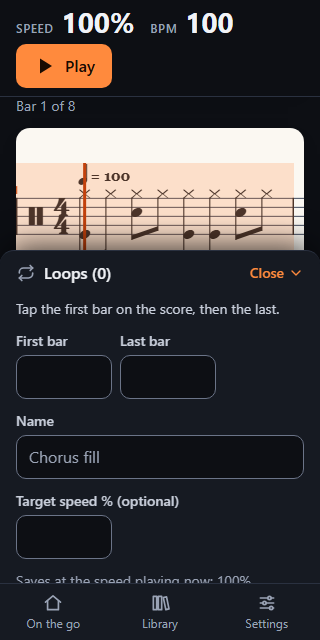 SPEED 100% BPM 100
Play
Bar 1 of 8
= 100
4
4
Loops (0)
Close
Tap the first bar on the score, then the last.
First bar Last bar
Name
Chorus fill
Target speed % (optional)
Saves at the speed playing now: 100%
On the go Library Settings